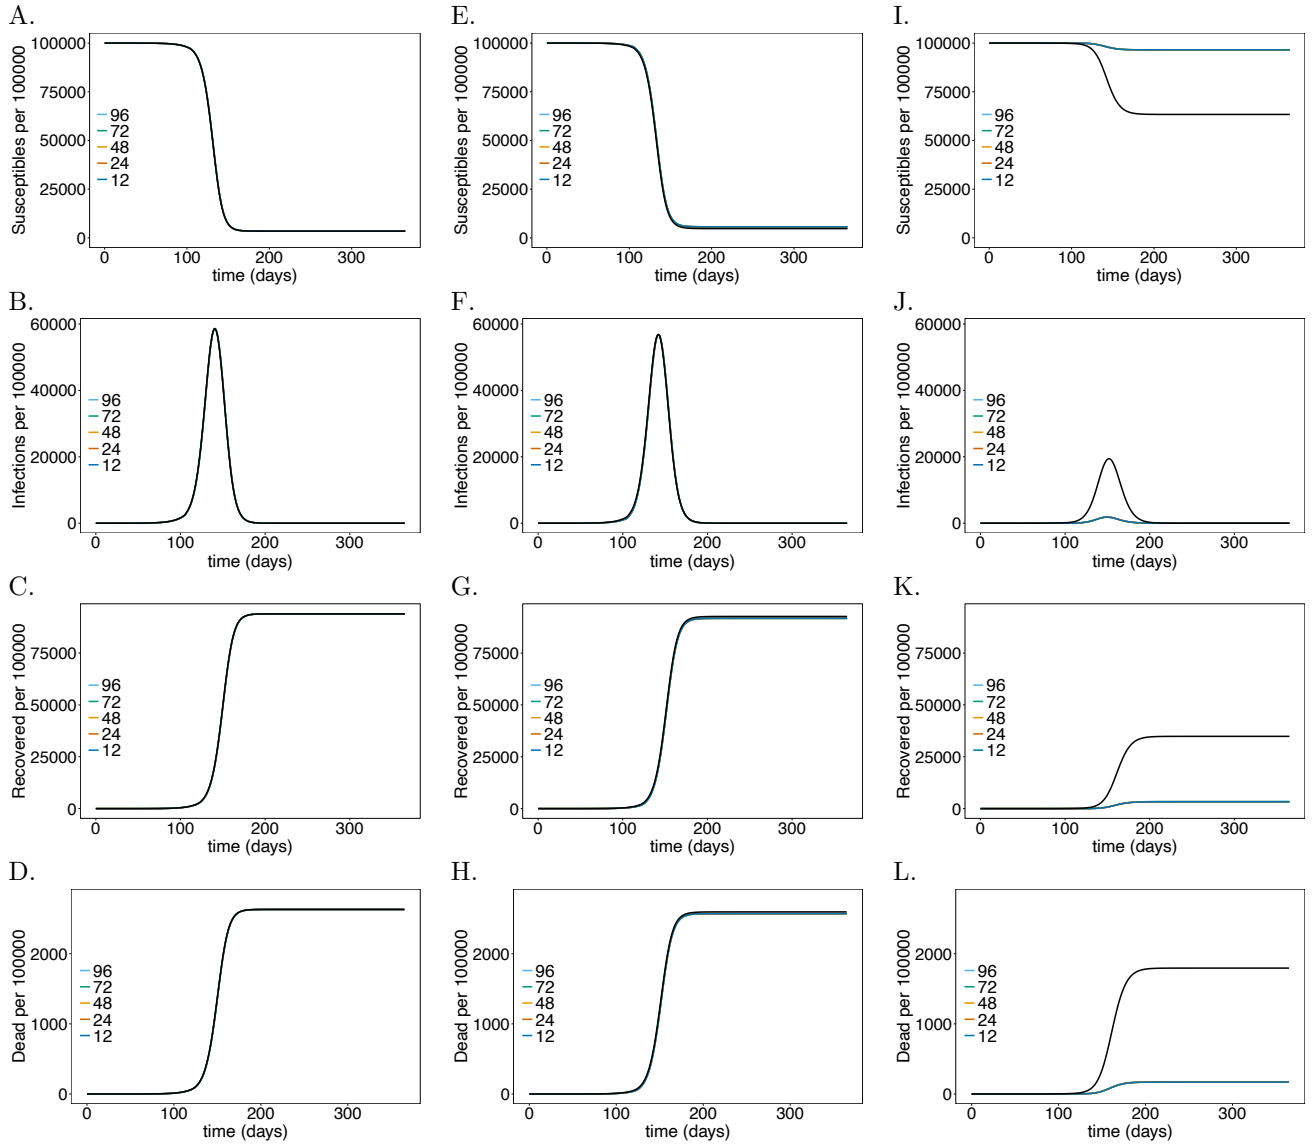 A.
Susceptibles per 100000
100000
75000
50000
25000
0
96
72
48
24
12
0 100 200 300
time (days)
E.
Susceptibles per 100000
100000
75000
50000
25000
0
96
72
48
24
12
0 100 200 300
time (days)
I.
Susceptibles per 100000
100000
75000
50000
25000
0
96
72
48
24
12
0 100 200 300
time (days)
B.
Infections per 100000
60000
40000
20000
0
96
72
48
24
12
0 100 200 300
time (days)
F.
Infections per 100000
60000
40000
20000
0
96
72
48
24
12
0 100 200 300
time (days)
J.
Infections per 100000
60000
40000
20000
0
96
72
48
24
12
0 100 200 300
time (days)
C.
Recovered per 100000
75000
50000
25000
0
96
72
48
24
12
0 100 200 300
time (days)
G.
Recovered per 100000
75000
50000
25000
0
96
72
48
24
12
0 100 200 300
time (days)
K.
Recovered per 100000
75000
50000
25000
0
96
72
48
24
12
0 100 200 300
time (days)
D.
Dead per 100000
2000
1000
0
96
72
48
24
12
0 100 200 300
time (days)
H.
Dead per 100000
2000
1000
0
96
72
48
24
12
0 100 200 300
time (days)
L.
Dead per 100000
2000
1000
0
96
72
48
24
12
0 100 200 300
time (days)